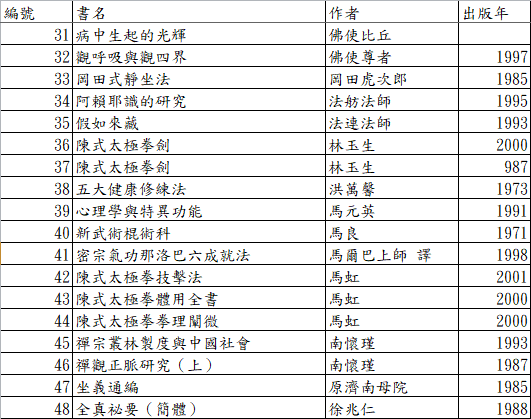 編號 書名 作者 出版年
31 病中生起的光輝 佛使比丘
32 觀呼吸與觀四界 佛使尊者 1997
33 岡田式靜坐法 岡田虎次郎 1985
34 阿賴耶識的研究 法舫法師 1995
35 假如來藏 法連法師 1993
36 陳式太極拳劍 林玉生 2000
37 陳式太極拳劍 林玉生 987
38 五大健康修練法 洪萬馨 1973
39 心理學與特異功能 馬元英 1991
40 新武術棍術科 馬良 1971
41 密宗氣功那洛巴六成就法 馬爾巴上師 譯 1998
42 陳式太極拳技擊法 馬虹 2001
43 陳式太極拳體用全書 馬虹 2000
44 陳式太極拳拳理闡微 馬虹 2000
45 禪宗叢林製度與中國社會 南懷瑾 1993
46 禪觀正脈研究（上） 南懷瑾 1987
47 坐義通編 原濟南母院 1985
48 全真祕要（簡體） 徐兆仁 1988